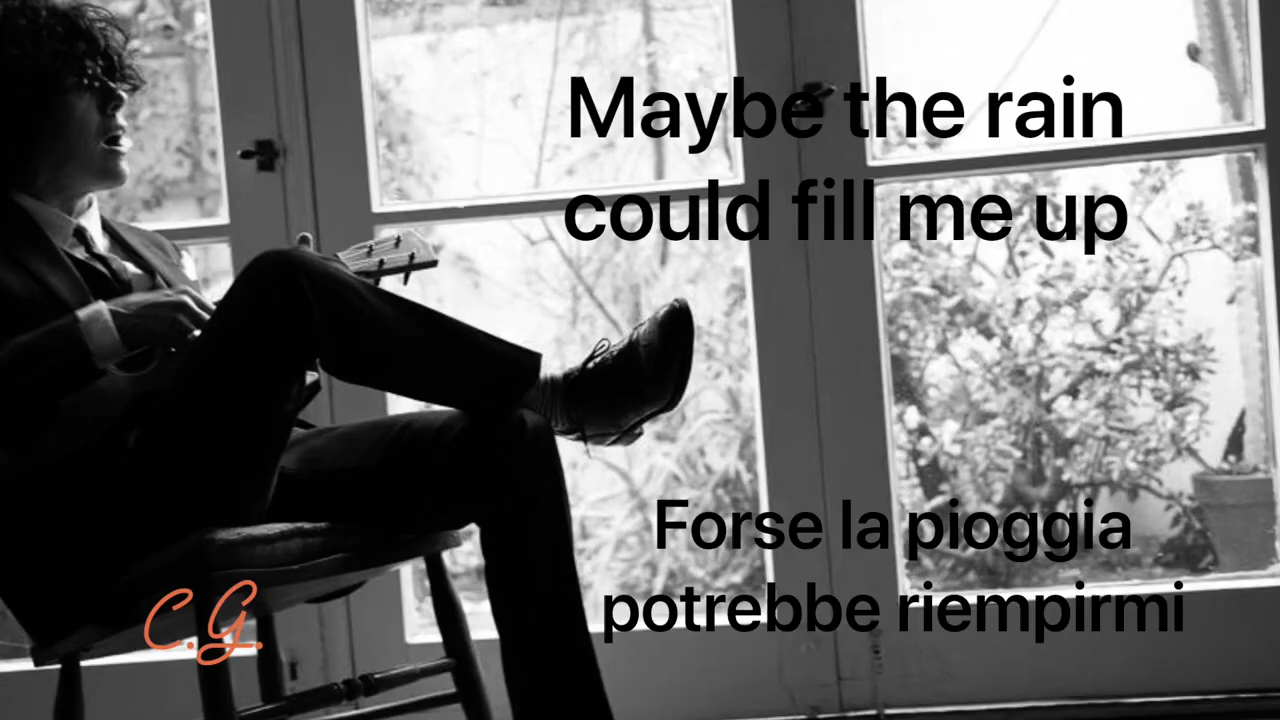 Maybe the rain
could fill me up
Forse la pioggia
potrebbe riempirmi
C.G.